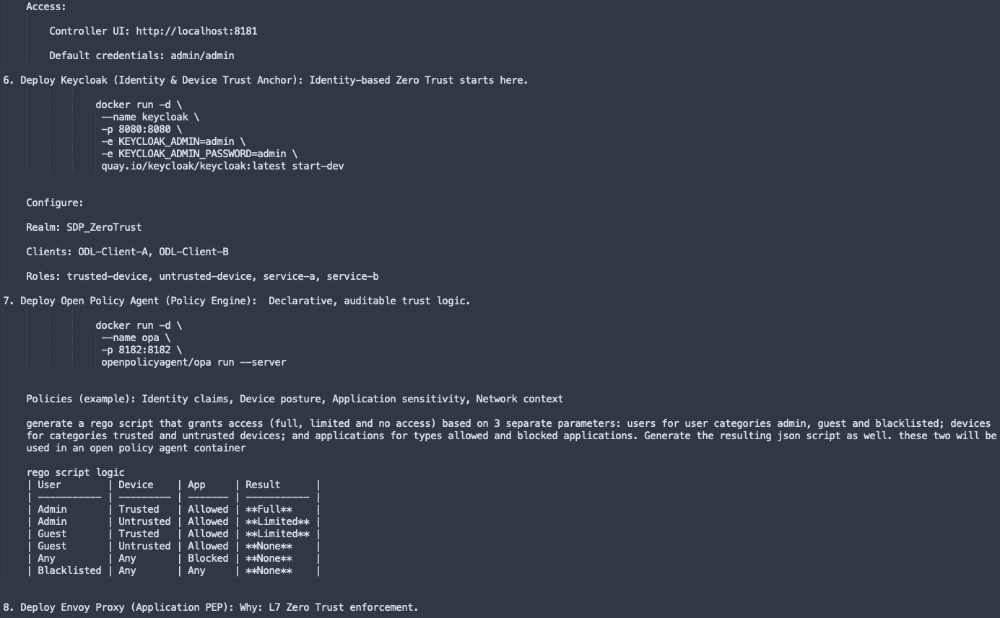 Access:
Controller UI: http://localhost:8181
Default credentials: admin/admin
6. Deploy Keycloak (Identity & Device Trust Anchor): Identity-based Zero Trust starts here.
docker run -d \
--name keycloak \
-p 8080:8080 \
-e KEYCLOAK_ADMIN=admin \
-e KEYCLOAK_ADMIN_PASSWORD=admin \
quay.io/keycloak/keycloak:latest start-dev
Configure:
Realm: SDP_ZeroTrust
Clients: ODL-Client-A, ODL-Client-B
Roles: trusted-device, untrusted-device, service-a, service-b
7. Deploy Open Policy Agent (Policy Engine):  Declarative, auditable trust logic.
docker run -d \
--name opa \
-p 8182:8182 \
openpolicyagent/opa run --server
Policies (example): Identity claims, Device posture, Application sensitivity, Network context
generate a rego script that grants access (full, limited and no access) based on 3 separate parameters: users for user categories admin, guest and blacklisted; devices
for categories trusted and untrusted devices; and applications for types allowed and blocked applications. Generate the resulting json script as well. these two will be
used in an open policy agent container
rego script logic
| User        | Device    | App     | Result      |
| ----------- | --------- | ------- | ----------- |
| Admin       | Trusted   | Allowed | **Full**    |
| Admin       | Untrusted | Allowed | **Limited** |
| Guest       | Trusted   | Allowed | **Limited** |
| Guest       | Untrusted | Allowed | **None**    |
| Any         | Any       | Blocked | **None**    |
| Blacklisted | Any       | Any     | **None**    |
8. Deploy Envoy Proxy (Application PEP): Why: L7 Zero Trust enforcement.